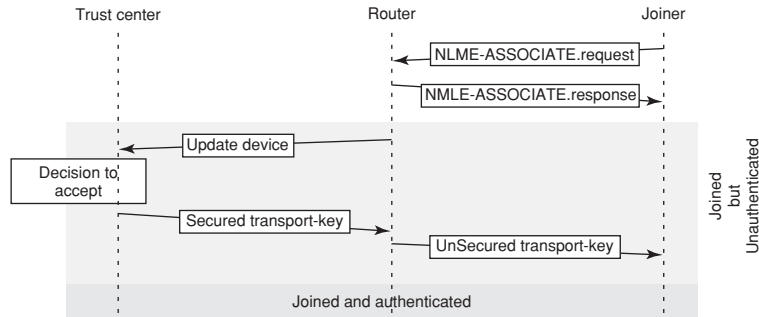 Trust center
Router
Joiner
NLME-ASSOCIATE.request
NMLE-ASSOCIATE.response
Update device
Decision to
accept
Secured transport-key
UnSecured transport-key
Joined
but
Unauthenticated
Joined and authenticated